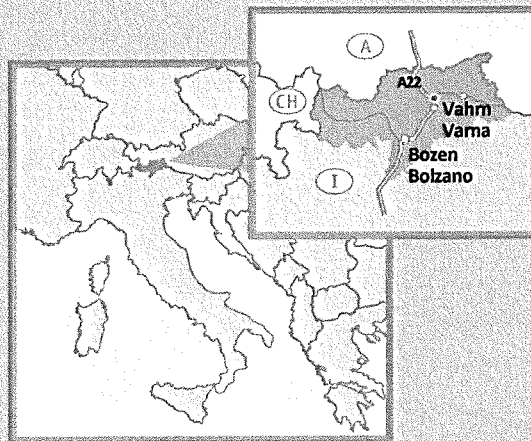 A
A22
CH
Vahrn
Varna
Bozen
Bolzano
I